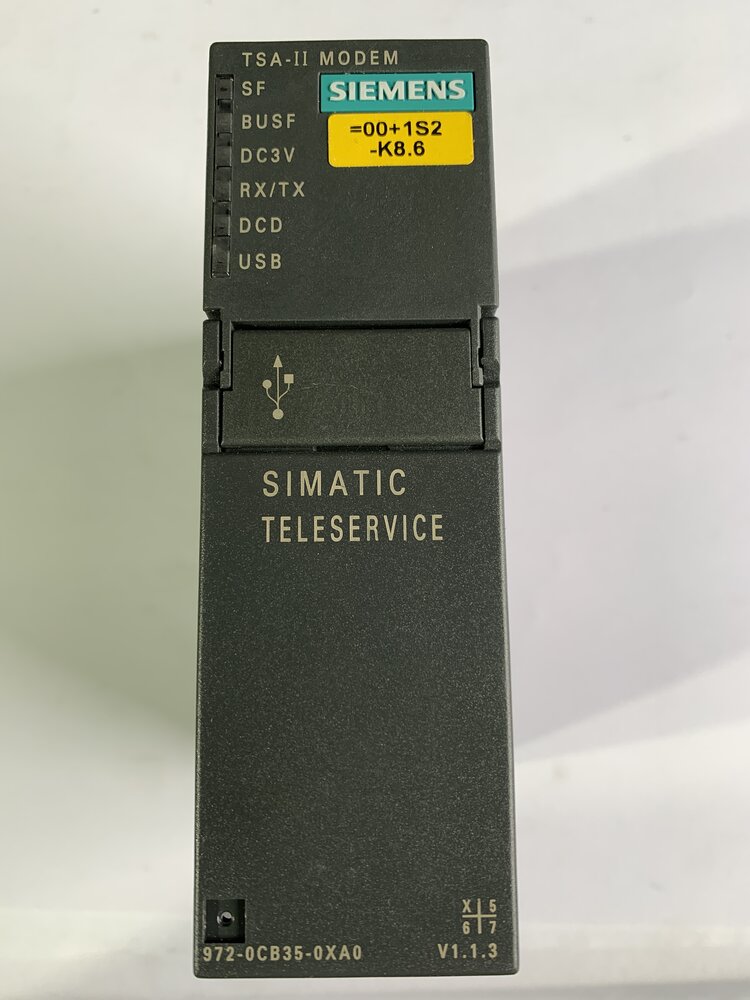 TSA-II MODEM
SF
SIEMENS
BUSF
=00+1S2
-K8.6
DC3V
RX/TX
DCD
USB
SIMATIC
TELESERVICE
X 5
6 7
972-0CB35-0XA0
V1.1.3